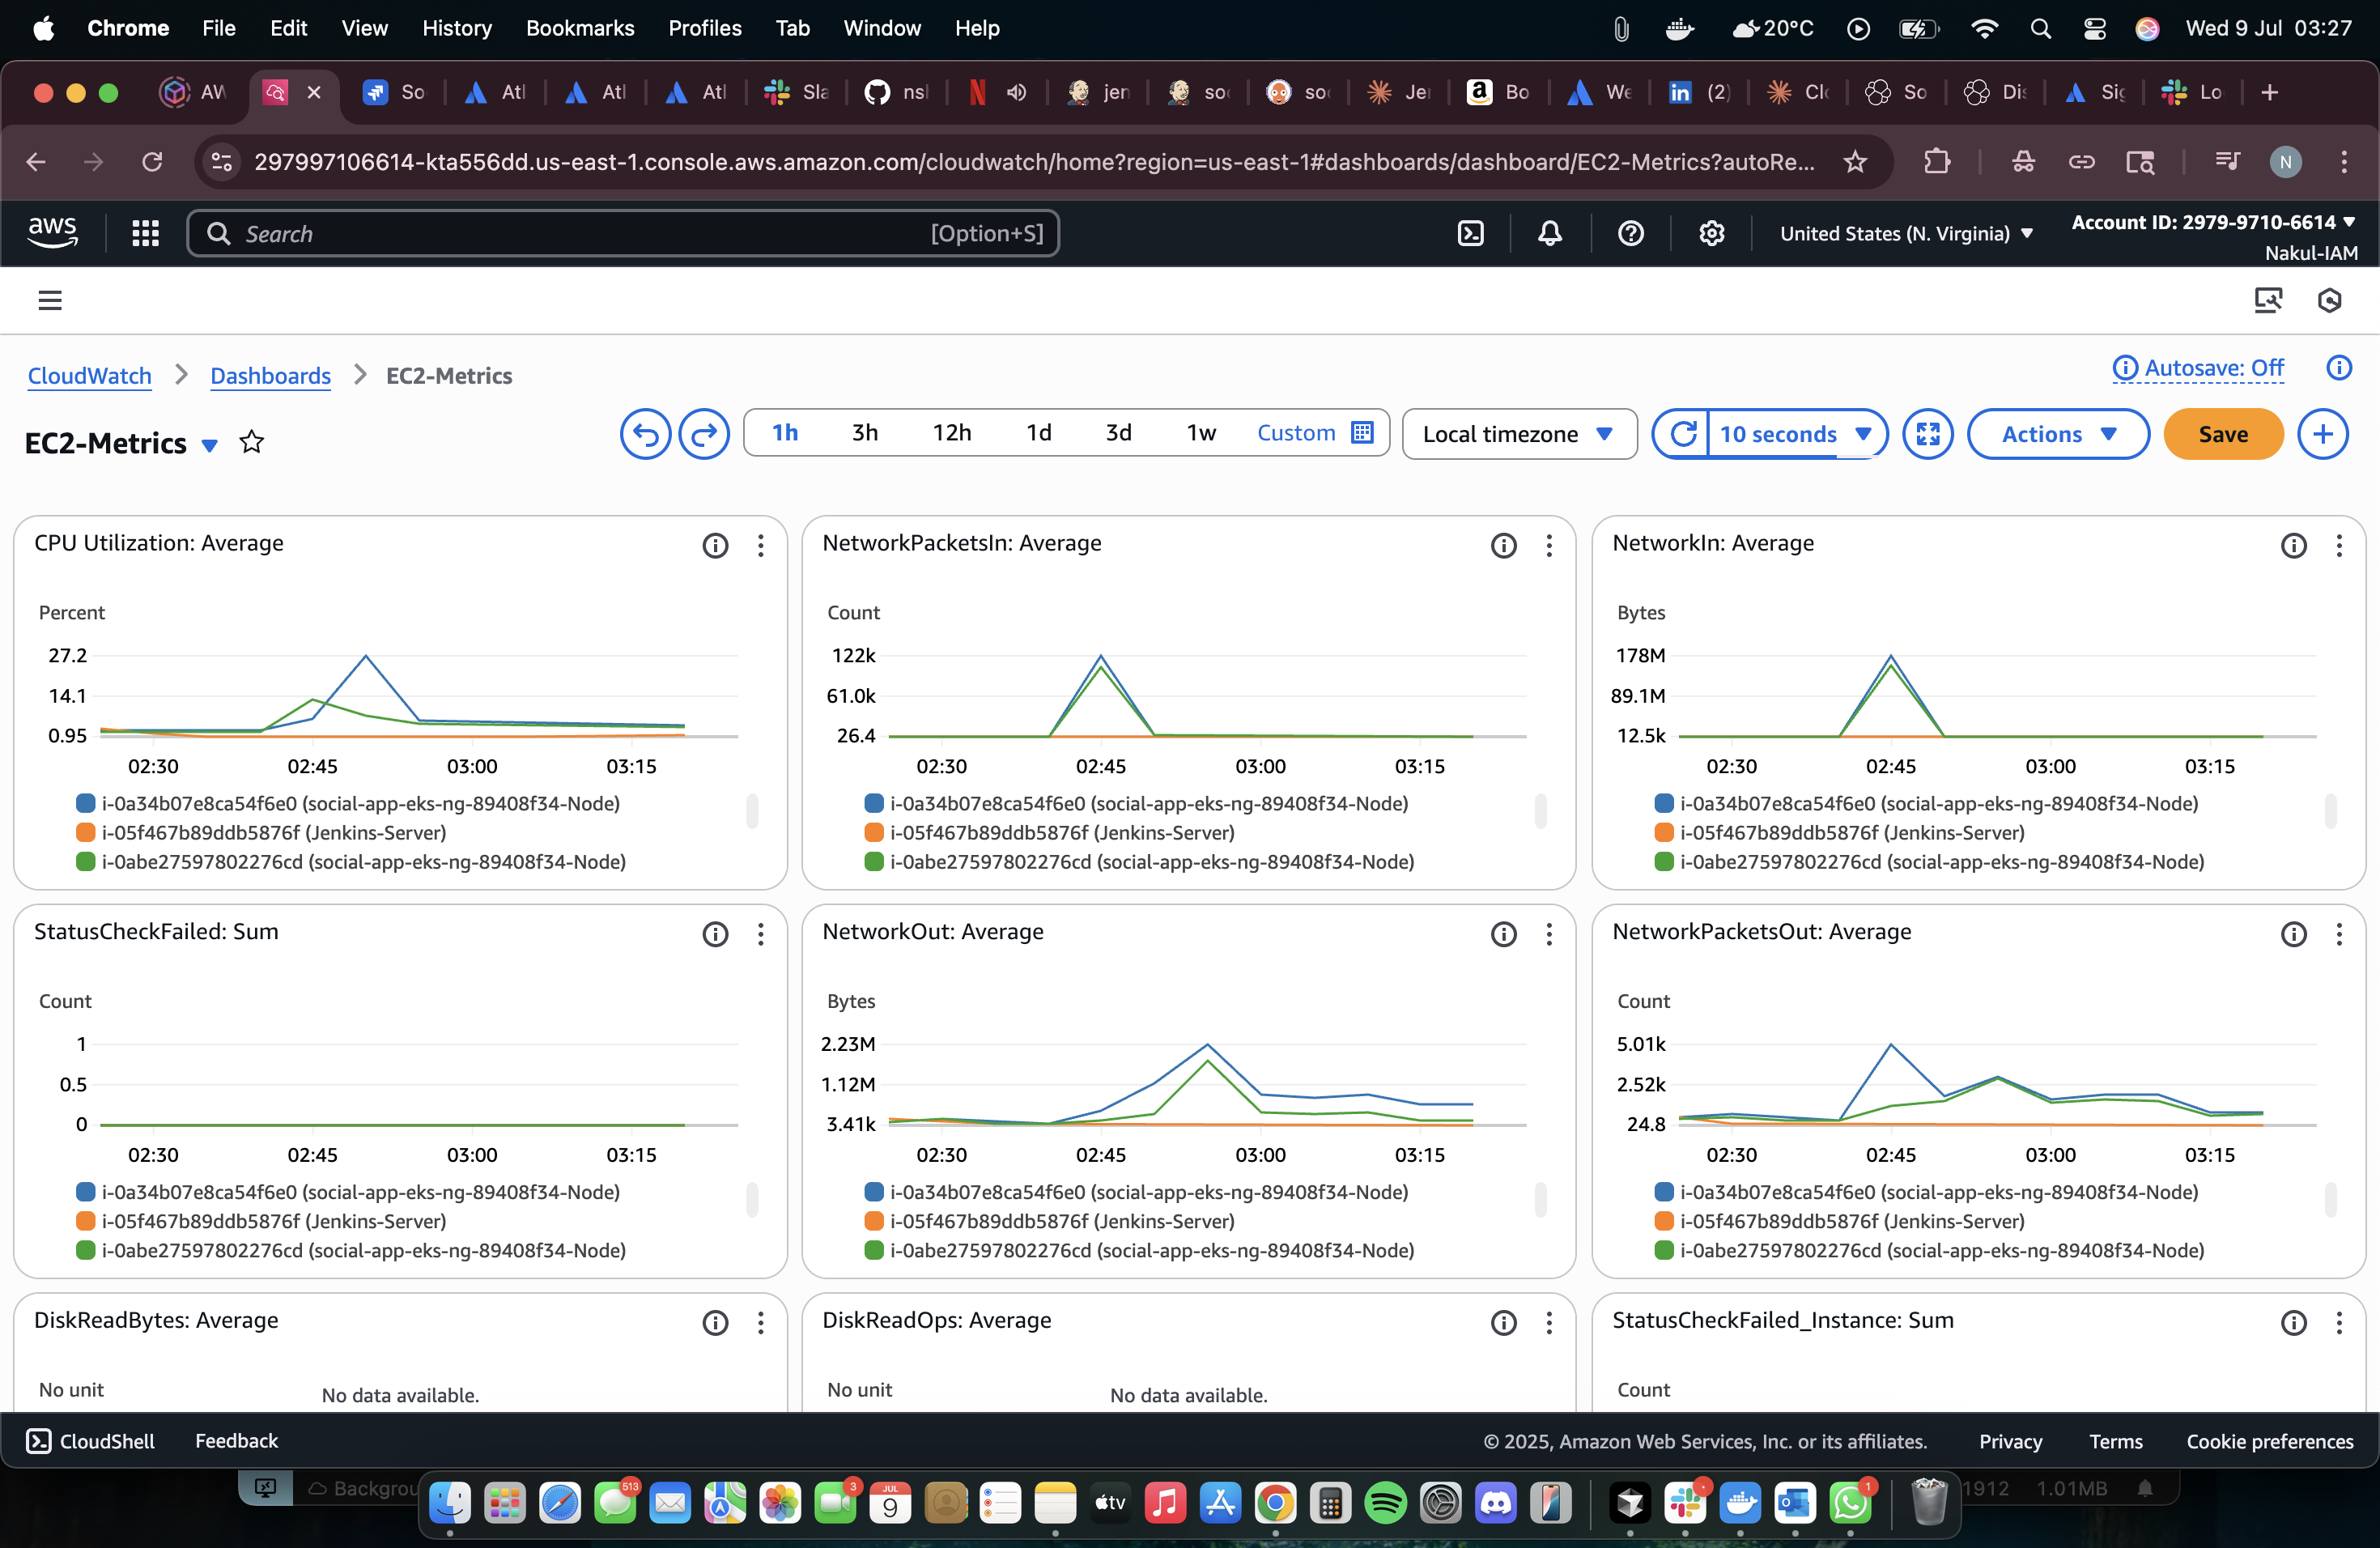 Chrome File Edit View History Bookmarks Profiles Tab Window Help 20°C Wed 9 Jul 03:27
AW So Atl Atl Atl Sla nsl N jen so so Jer Bo We (2) Clo So Dis Sig Lo
297997106614-kta556dd.us-east-1.console.aws.amazon.com/cloudwatch/home?region=us-east-1#dashboards/dashboard/EC2-Metrics?autoRe... N
aws Search [Option+S] United States (N. Virginia) Account ID: 2979-9710-6614
Nakul-IAM
CloudWatch Dashboards EC2-Metrics Autosave: Off
EC2-Metrics 1h 3h 12h 1d 3d 1w Custom Local timezone 10 seconds Actions Save
CPU Utilization: Average
Percent
27.2
14.1
0.95
02:30 02:45 03:00 03:15
i-0a34b07e8ca54f6e0 (social-app-eks-ng-89408f34-Node)
i-05f467b89ddb5876f (Jenkins-Server)
i-0abe27597802276cd (social-app-eks-ng-89408f34-Node)
NetworkPacketsIn: Average
Count
122k
61.0k
26.4
02:30 02:45 03:00 03:15
i-0a34b07e8ca54f6e0 (social-app-eks-ng-89408f34-Node)
i-05f467b89ddb5876f (Jenkins-Server)
i-0abe27597802276cd (social-app-eks-ng-89408f34-Node)
NetworkIn: Average
Bytes
178M
89.1M
12.5k
02:30 02:45 03:00 03:15
i-0a34b07e8ca54f6e0 (social-app-eks-ng-89408f34-Node)
i-05f467b89ddb5876f (Jenkins-Server)
i-0abe27597802276cd (social-app-eks-ng-89408f34-Node)
StatusCheckFailed: Sum
Count
1
0.5
0
02:30 02:45 03:00 03:15
i-0a34b07e8ca54f6e0 (social-app-eks-ng-89408f34-Node)
i-05f467b89ddb5876f (Jenkins-Server)
i-0abe27597802276cd (social-app-eks-ng-89408f34-Node)
NetworkOut: Average
Bytes
2.23M
1.12M
3.41k
02:30 02:45 03:00 03:15
i-0a34b07e8ca54f6e0 (social-app-eks-ng-89408f34-Node)
i-05f467b89ddb5876f (Jenkins-Server)
i-0abe27597802276cd (social-app-eks-ng-89408f34-Node)
NetworkPacketsOut: Average
Count
5.01k
2.52k
24.8
02:30 02:45 03:00 03:15
i-0a34b07e8ca54f6e0 (social-app-eks-ng-89408f34-Node)
i-05f467b89ddb5876f (Jenkins-Server)
i-0abe27597802276cd (social-app-eks-ng-89408f34-Node)
DiskReadBytes: Average
No unit
No data available.
DiskReadOps: Average
No unit
No data available.
StatusCheckFailed_Instance: Sum
Count
CloudShell Feedback © 2025, Amazon Web Services, Inc. or its affiliates. Privacy Terms Cookie preferences
Backgrou 513 3 JUL 9 tv 1 1912 1.01MB